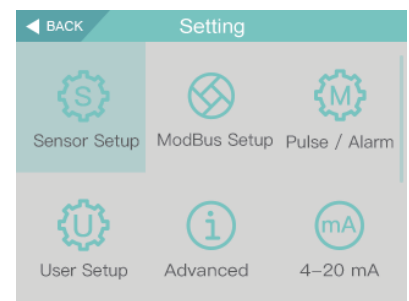 BACK
Setting
S
M
Sensor Setup
ModBus Setup
Pulse / Alarm
U
i
mA
User Setup
Advanced
4–20 mA